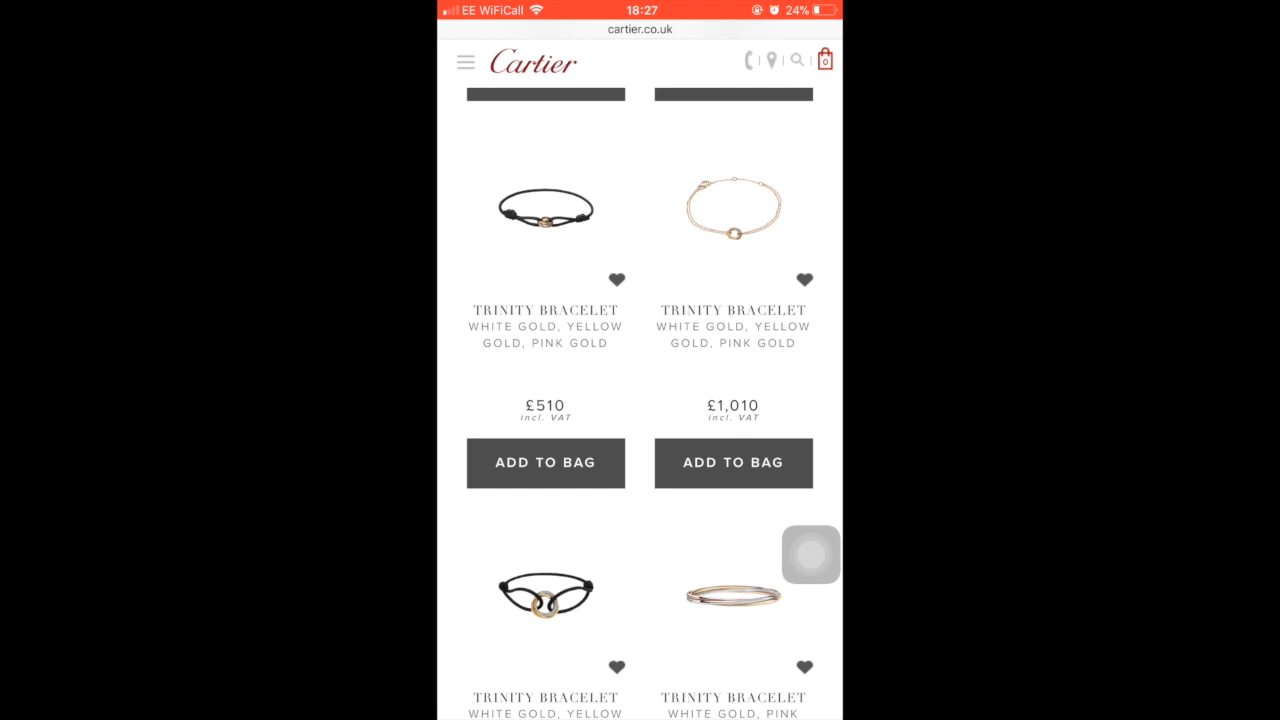 EE WiFiCall 18:27 24%
cartier.co.uk
Cartier 0
TRINITY BRACELET
WHITE GOLD, YELLOW
GOLD, PINK GOLD
£510
incl. VAT
ADD TO BAG
TRINITY BRACELET
WHITE GOLD, YELLOW
GOLD, PINK GOLD
£1,010
incl. VAT
ADD TO BAG
TRINITY BRACELET
WHITE GOLD, YELLOW
TRINITY BRACELET
WHITE GOLD, PINK